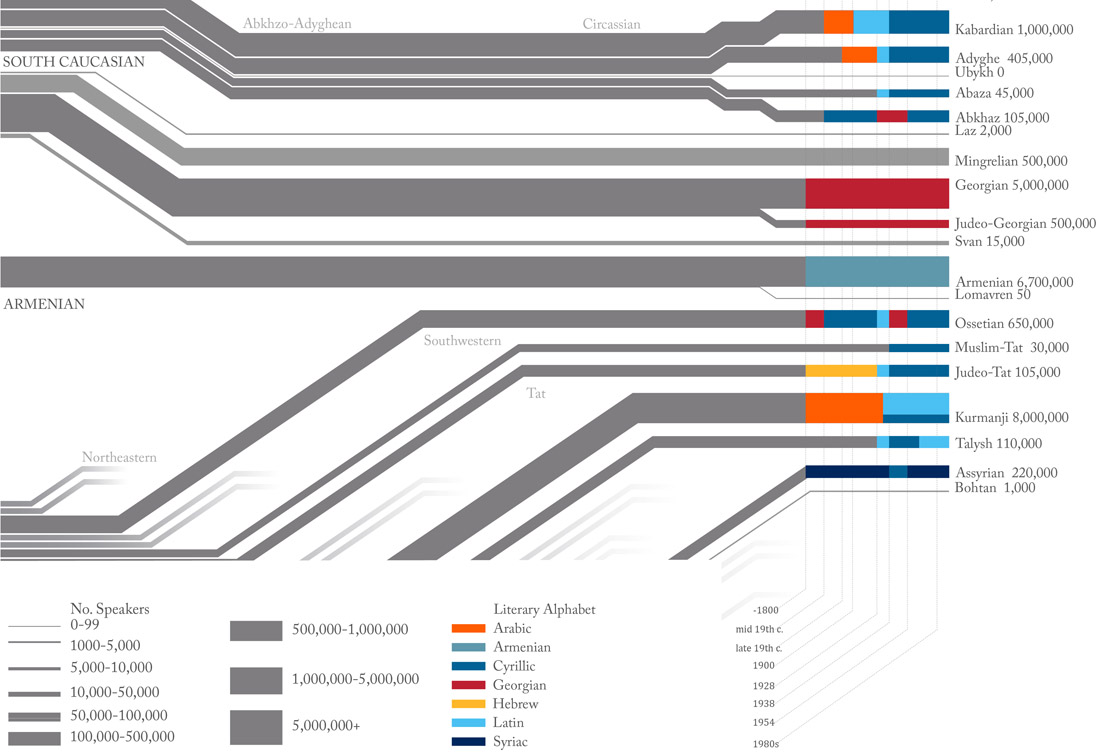 Abkhzo-Adyghean
Circassian
Kabardian 1,000,000
Adyghe 405,000
SOUTH CAUCASIAN
Ubykh 0
Abaza 45,000
Abkhaz 105,000
Laz 2,000
Mingrelian 500,000
Georgian 5,000,000
Judeo-Georgian 500,000
Svan 15,000
Armenian 6,700,000
Lomavren 50
ARMENIAN
Ossetian 650,000
Southwestern
Muslim-Tat 30,000
Judeo-Tat 105,000
Tat
Kurmanji 8,000,000
Talysh 110,000
Northeastern
Assyrian 220,000
Bohtan 1,000
No. Speakers
0-99
1000-5,000
5,000-10,000
10,000-50,000
50,000-100,000
100,000-500,000
500,000-1,000,000
1,000,000-5,000,000
5,000,000+
Literary Alphabet
Arabic
Armenian
Cyrillic
Georgian
Hebrew
Latin
Syriac
-1800
mid 19th c.
late 19th c.
1900
1928
1938
1954
1980s